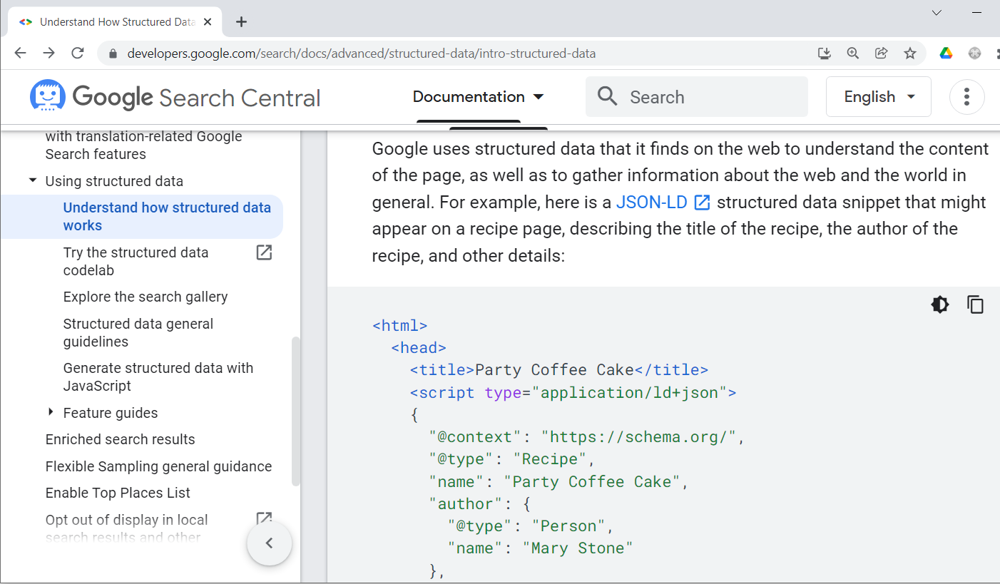 Understand How Structured Data
developers.google.com/search/docs/advanced/structured-data/intro-structured-data
Google Search Central
Documentation
Search
English
with translation-related Google
Search features
Using structured data
Understand how structured data
works
Try the structured data
codelab
Explore the search gallery
Structured data general
guidelines
Generate structured data with
JavaScript
Feature guides
Enriched search results
Flexible Sampling general guidance
Enable Top Places List
Opt out of display in local
search results and other
Google uses structured data that it finds on the web to understand the content
of the page, as well as to gather information about the web and the world in
general. For example, here is a JSON-LD structured data snippet that might
appear on a recipe page, describing the title of the recipe, the author of the
recipe, and other details:
<html>
<head>
<title>Party Coffee Cake</title>
<script type="application/ld+json">
{
"@context": "https://schema.org/",
"@type": "Recipe",
"name": "Party Coffee Cake",
"author": {
"@type": "Person",
"name": "Mary Stone"
},